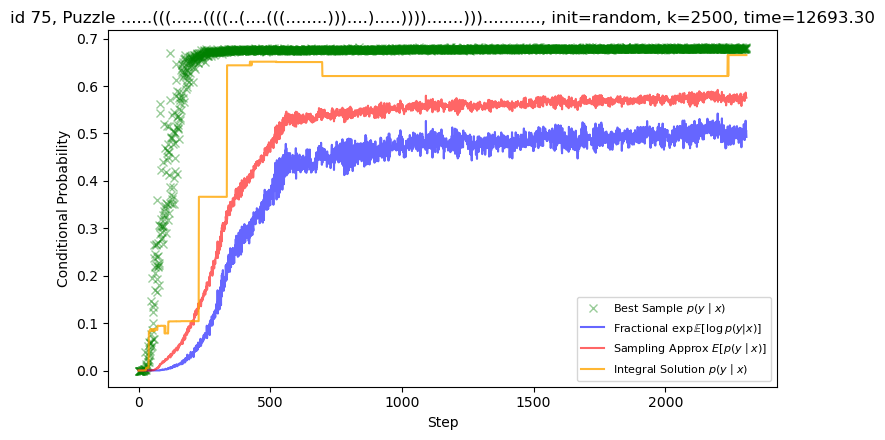 id 75, Puzzle ......(((......((((..(....(((........)))....).....)))).......)))..........., init=random, k=2500, time=12693.30
0.7
0.6
0.5
0.4
0.3
0.2
0.1
0.0
Conditional Probability
Best Sample p(y | x)
Fractional exp𝔼[log p(y|x)]
Sampling Approx E[p(y | x)]
Integral Solution p(y | x)
0
500
1000
1500
2000
Step